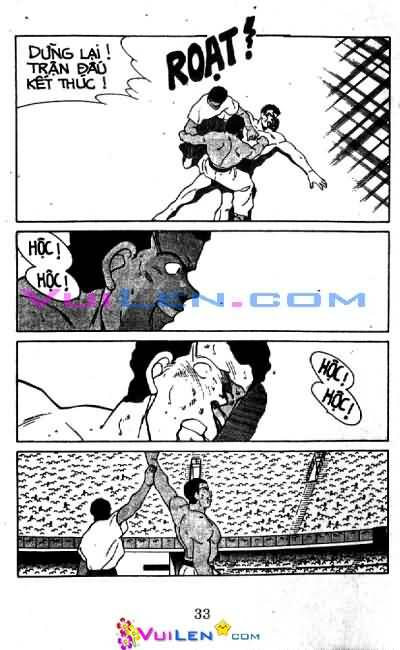 DỪNG LẠI !
TRẬN ĐẤU
KẾT THÚC !
ROẠT !
HỘC !
HỘC !
VUILEN.COM
HỘC !
HỘC !
33
VUILEN.COM